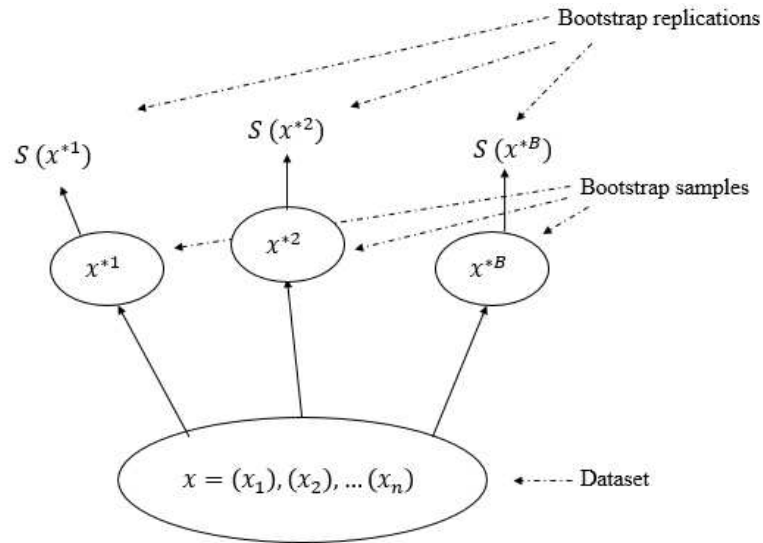 Bootstrap replications
S (x*²)
S (x*¹)
S (x*ᴮ)
Bootstrap samples
x*²
x*¹
x*ᴮ
x = (x₁), (x₂), … (xₙ)
Dataset